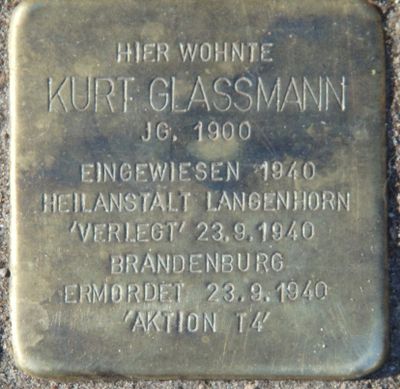 HIER WOHNTE
KURT GLASSMANN
JG. 1900
EINGEWIESEN 1940
HEILANSTALT LANGENHORN
'VERLEGT' 23.9.1940
BRANDENBURG
ERMORDET 23.9.1940
'AKTION T4'